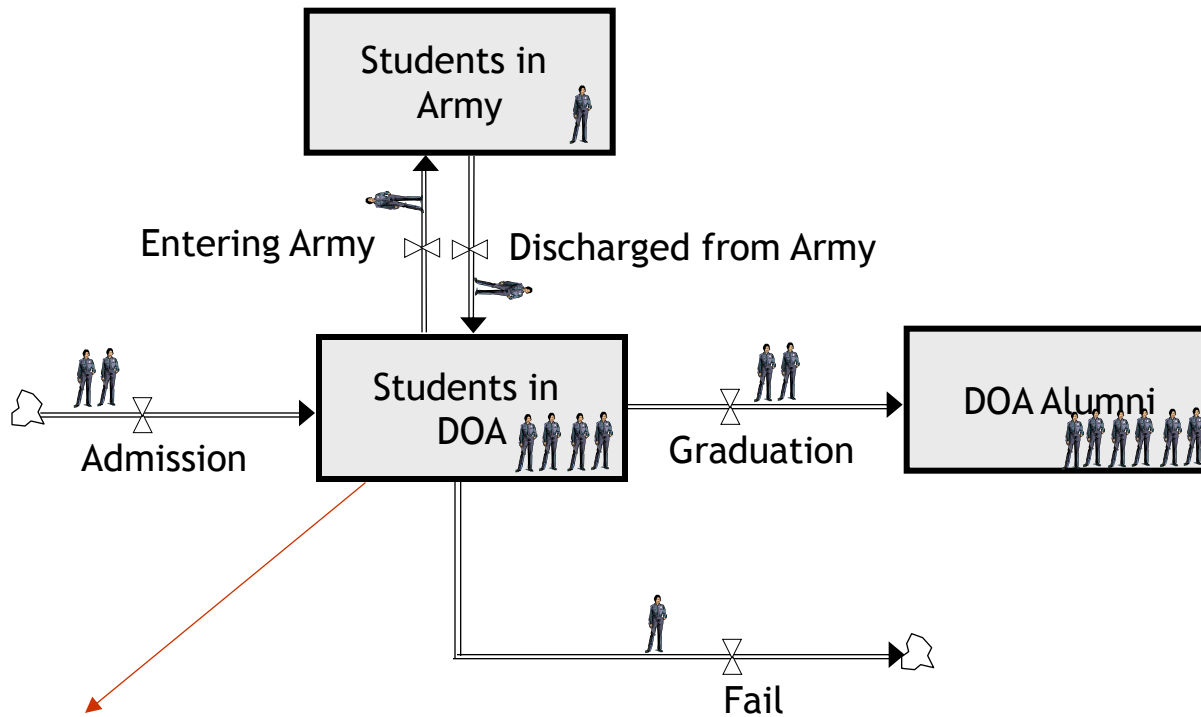 Students in
Army
Entering Army
Discharged from Army
Students in
DOA
DOA Alumni
Admission
Graduation
Fail